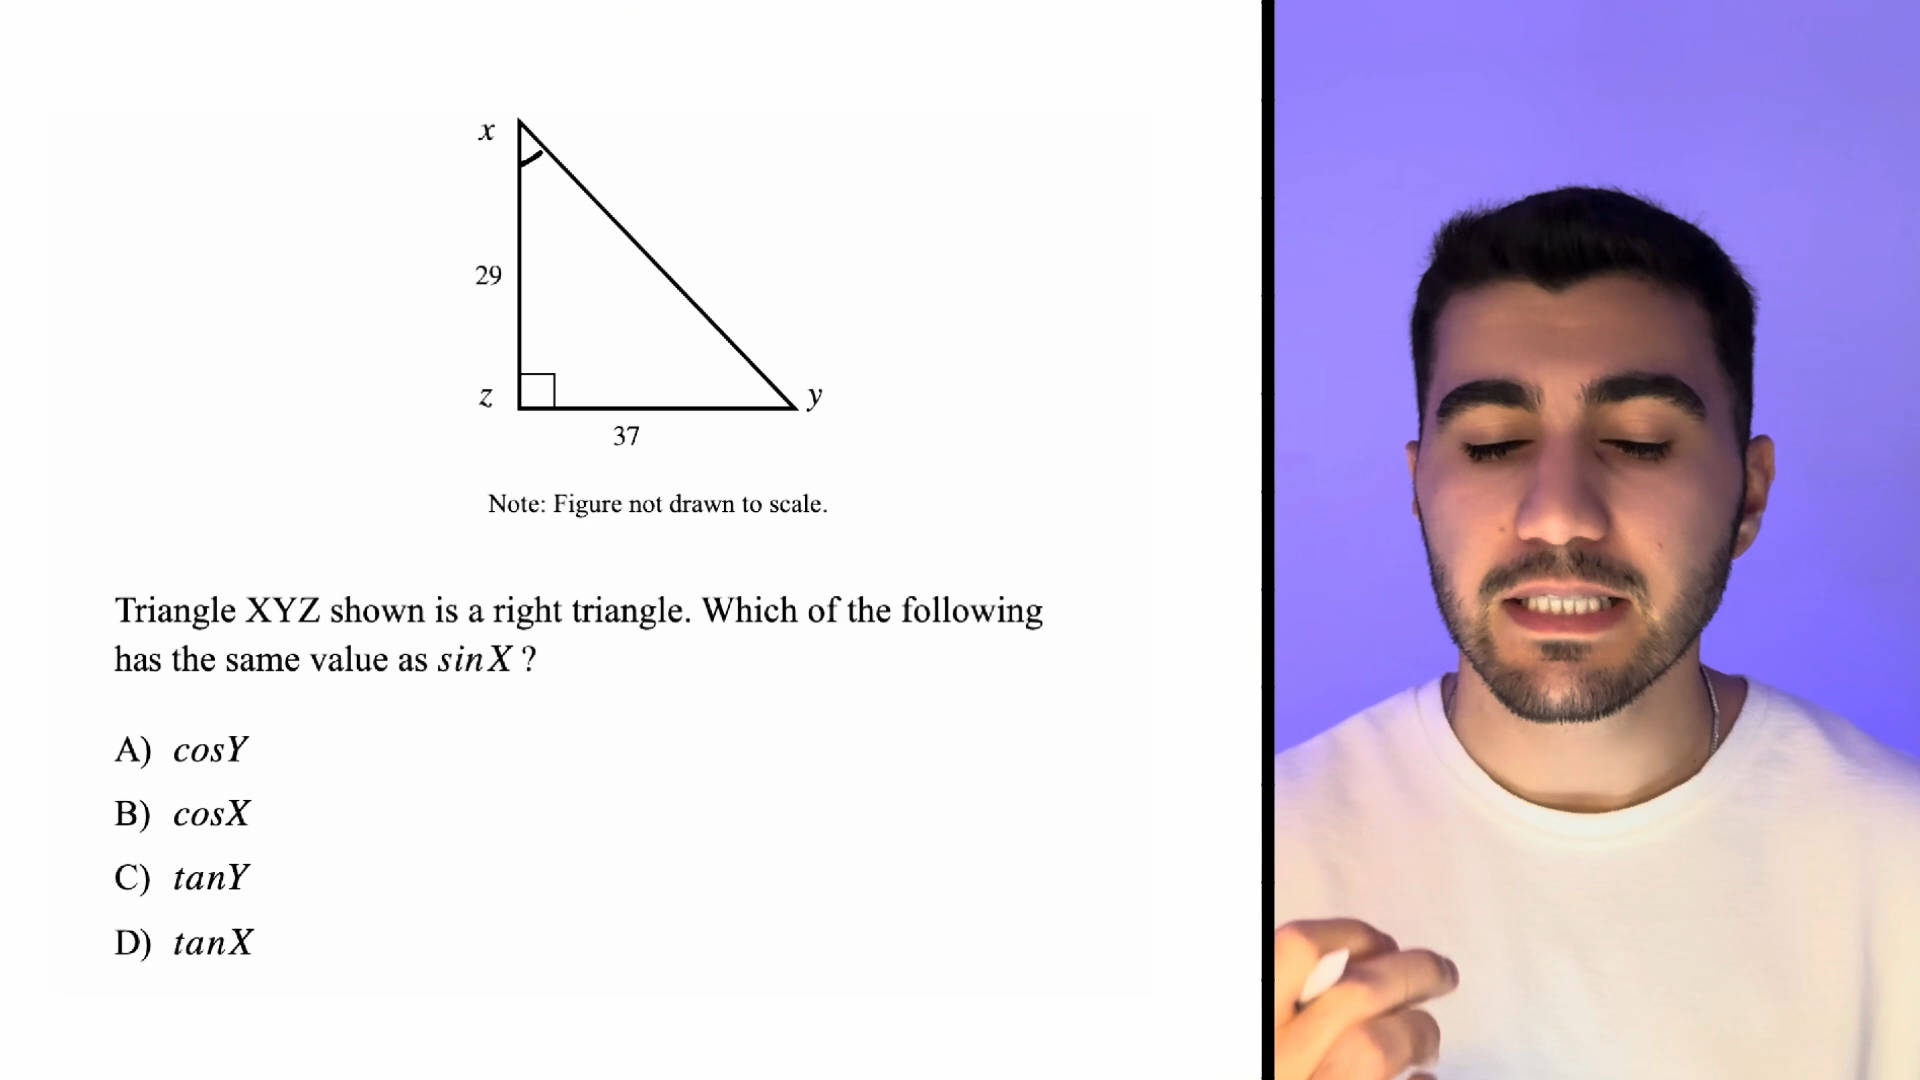 x
29
z
y
37
Note: Figure not drawn to scale.
Triangle XYZ shown is a right triangle. Which of the following
has the same value as sinX ?
A) cosY
B) cosX
C) tanY
D) tanX